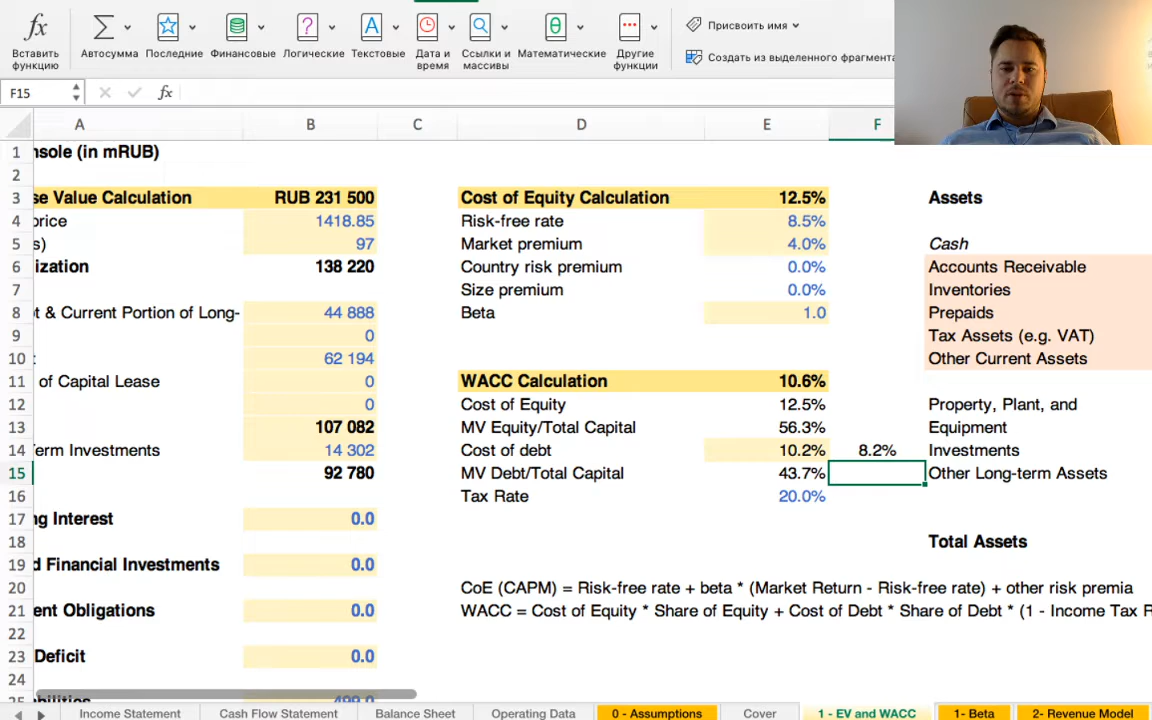 fx
Вставить функцию
Автосумма
Последние
Финансовые
Логические
Текстовые
Дата и время
Ссылки и массивы
Математические
Другие функции
Присвоить имя
Создать из выделенного фрагмента
F15
fx
A B C D E F
1 nsole (in mRUB)
2
3 se Value Calculation RUB 231 500 Cost of Equity Calculation 12.5% Assets
4 price 1418.85 Risk-free rate 8.5%
5 s) 97 Market premium 4.0% Cash
6 ization 138 220 Country risk premium 0.0% Accounts Receivable
7 Size premium 0.0% Inventories
8 t & Current Portion of Long- 44 888 Beta 1.0 Prepaids
9 0 Tax Assets (e.g. VAT)
10 : 62 194 Other Current Assets
11 of Capital Lease 0 WACC Calculation 10.6%
12 0 Cost of Equity 12.5% Property, Plant, and
13 107 082 MV Equity/Total Capital 56.3% Equipment
14 Term Investments 14 302 Cost of debt 10.2% 8.2% Investments
15 92 780 MV Debt/Total Capital 43.7% Other Long-term Assets
16 Tax Rate 20.0%
17 ng Interest 0.0
18 Total Assets
19 d Financial Investments 0.0
20 CoE (CAPM) = Risk-free rate + beta * (Market Return - Risk-free rate) + other risk premia
21 ent Obligations 0.0 WACC = Cost of Equity * Share of Equity + Cost of Debt * Share of Debt * (1 - Income Tax R
22
23 Deficit 0.0
24
Income Statement Cash Flow Statement Balance Sheet Operating Data 0 - Assumptions Cover 1 - EV and WACC 1- Beta 2- Revenue Model